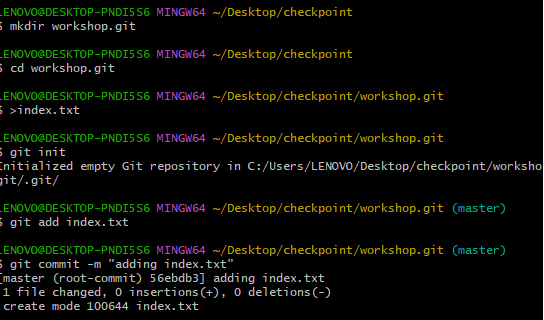 LENOVO@DESKTOP-PNDI5S6 MINGW64 ~/Desktop/checkpoint
$ mkdir workshop.git
LENOVO@DESKTOP-PNDI5S6 MINGW64 ~/Desktop/checkpoint
$ cd workshop.git
LENOVO@DESKTOP-PNDI5S6 MINGW64 ~/Desktop/checkpoint/workshop.git
$ >index.txt
LENOVO@DESKTOP-PNDI5S6 MINGW64 ~/Desktop/checkpoint/workshop.git
$ git init
Initialized empty Git repository in C:/Users/LENOVO/Desktop/checkpoint/worksho
git/.git/
LENOVO@DESKTOP-PNDI5S6 MINGW64 ~/Desktop/checkpoint/workshop.git (master)
$ git add index.txt
LENOVO@DESKTOP-PNDI5S6 MINGW64 ~/Desktop/checkpoint/workshop.git (master)
$ git commit -m "adding index.txt"
[master (root-commit) 56ebdb3] adding index.txt
1 file changed, 0 insertions(+), 0 deletions(-)
create mode 100644 index.txt